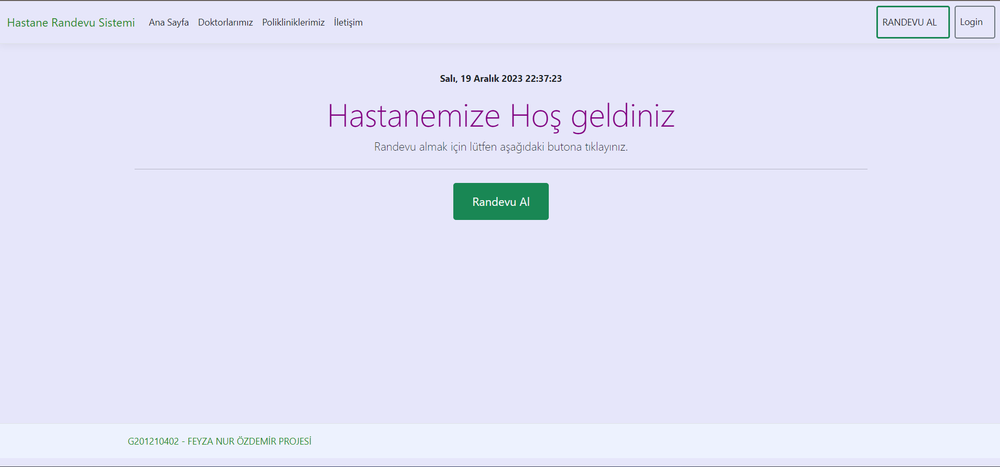 Hastane Randevu Sistemi Ana Sayfa Doktorlarımız Polikliniklerimiz İletişim RANDEVU AL Login
Salı, 19 Aralık 2023 22:37:23
Hastanemize Hoş geldiniz
Randevu almak için lütfen aşağıdaki butona tıklayınız.
Randevu Al
G201210402 - FEYZA NUR ÖZDEMİR PROJESİ